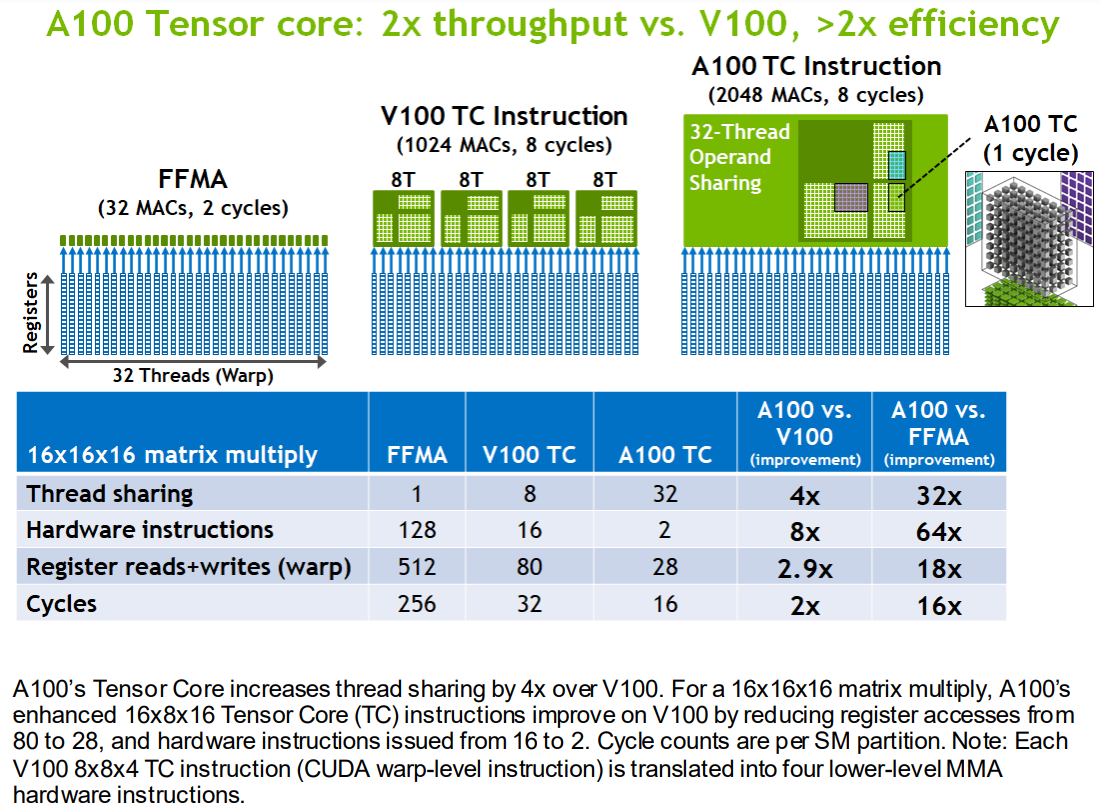 A100 Tensor core: 2x throughput vs. V100, >2x efficiency
FFMA
(32 MACs, 2 cycles)
V100 TC Instruction
(1024 MACs, 8 cycles)
8T 8T 8T 8T
A100 TC Instruction
(2048 MACs, 8 cycles)
32-Thread
Operand
Sharing
A100 TC
(1 cycle)
Registers
32 Threads (Warp)
16x16x16 matrix multiply FFMA V100 TC A100 TC A100 vs. V100 (improvement) A100 vs. FFMA (improvement)
Thread sharing 1 8 32 4x 32x
Hardware instructions 128 16 2 8x 64x
Register reads+writes (warp) 512 80 28 2.9x 18x
Cycles 256 32 16 2x 16x
A100's Tensor Core increases thread sharing by 4x over V100. For a 16x16x16 matrix multiply, A100's
enhanced 16x8x16 Tensor Core (TC) instructions improve on V100 by reducing register accesses from
80 to 28, and hardware instructions issued from 16 to 2. Cycle counts are per SM partition. Note: Each
V100 8x8x4 TC instruction (CUDA warp-level instruction) is translated into four lower-level MMA
hardware instructions.